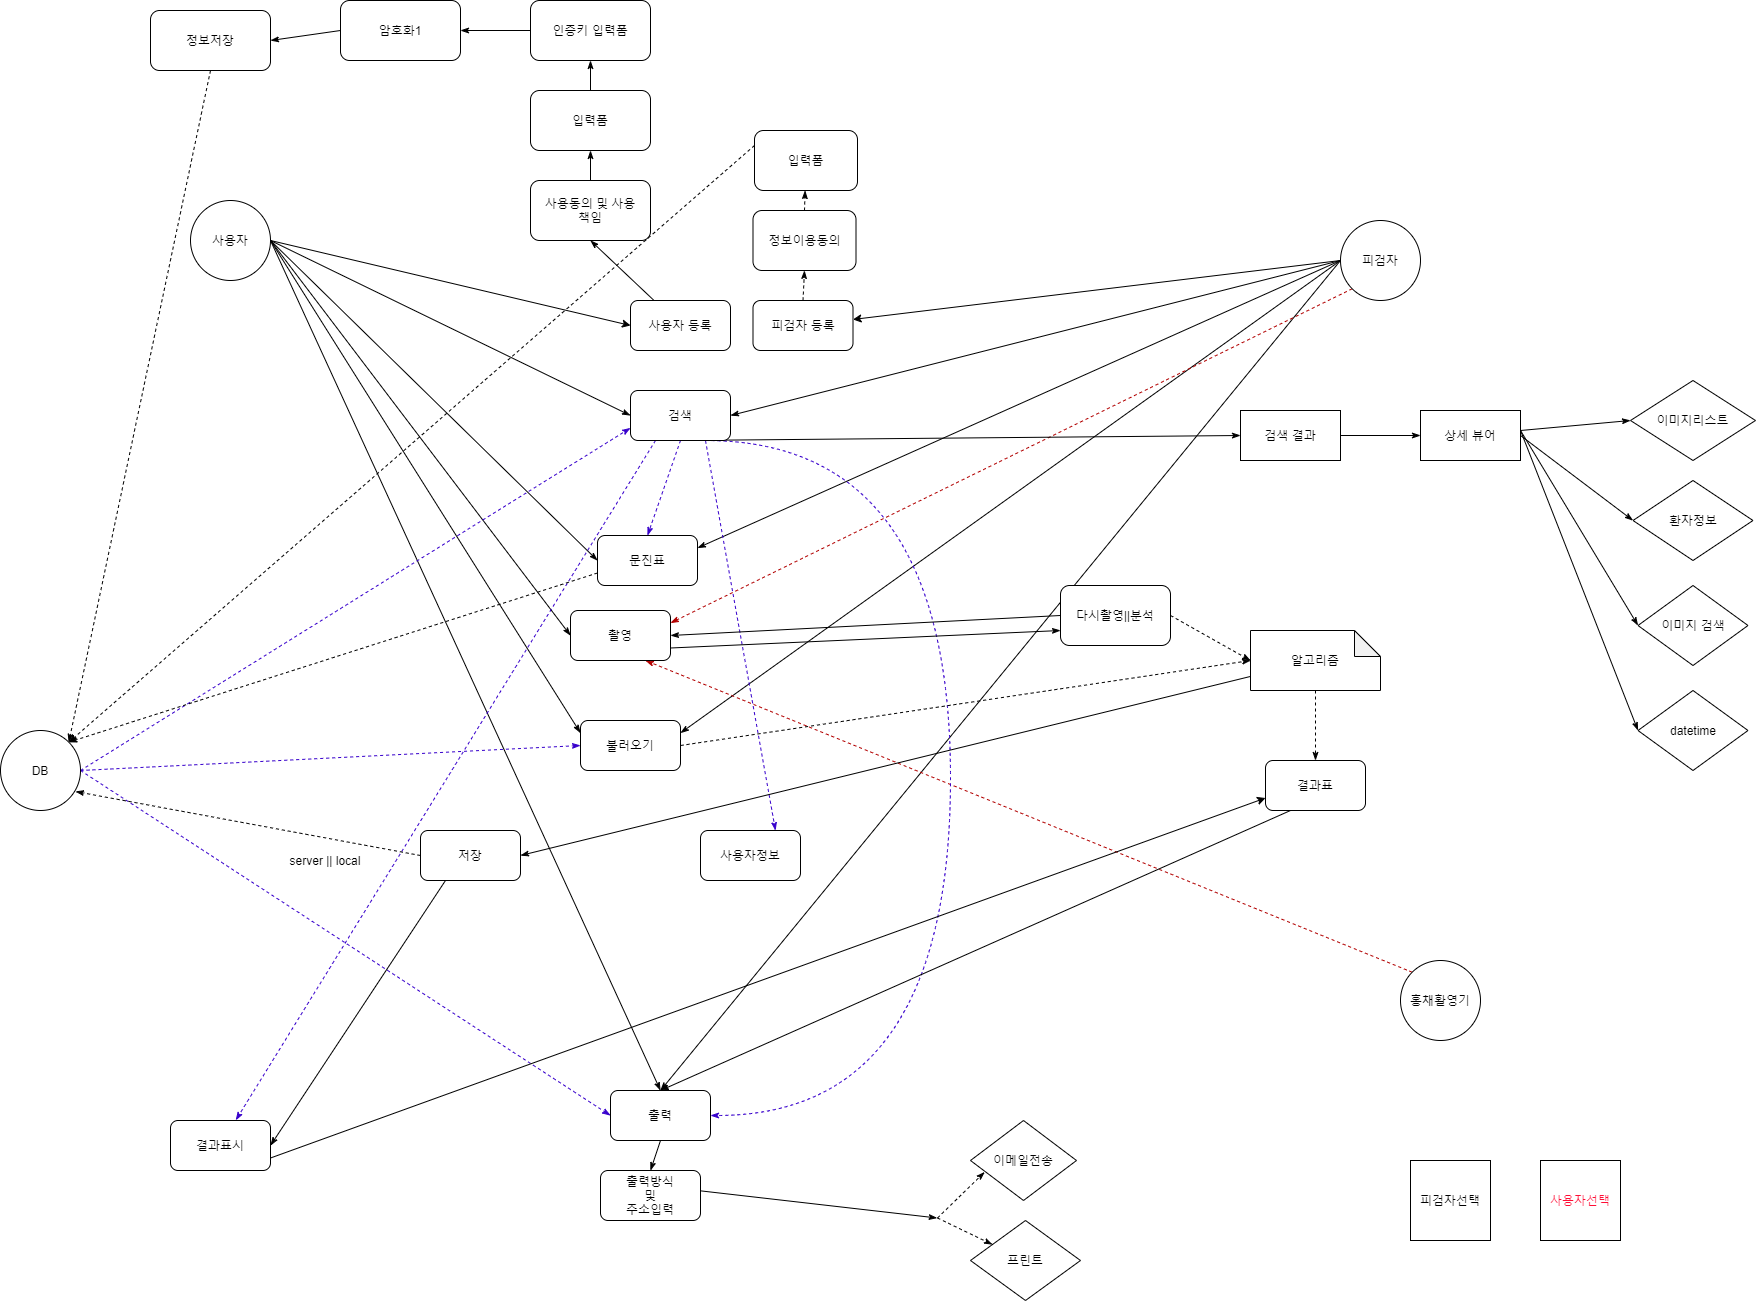 정보저장
암호화1
인증키 입력폼
입력폼
입력폼
사용동의 및 사용
책임
사용자
정보이용동의
피검자
사용자 등록
피검자 등록
검색
검색 결과
상세 뷰어
이미지리스트
환자정보
문진표
촬영
다시촬영||분석
이미지 검색
알고리즘
불러오기
datetime
DB
결과표
저장
사용자정보
server || local
홍채촬영기
출력
결과표시
출력방식
및
주소입력
이메일전송
프린트
피검자선택
사용자선택